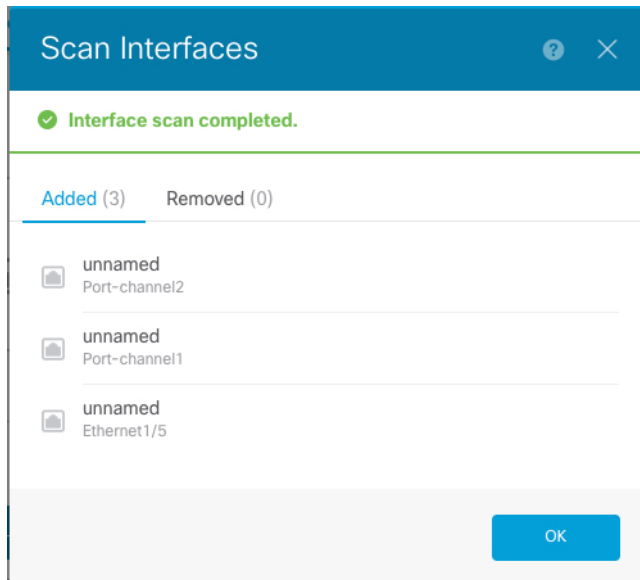 Scan Interfaces
?
Interface scan completed.
Added (3) Removed (0)
unnamed
Port-channel2
unnamed
Port-channel1
unnamed
Ethernet1/5
OK